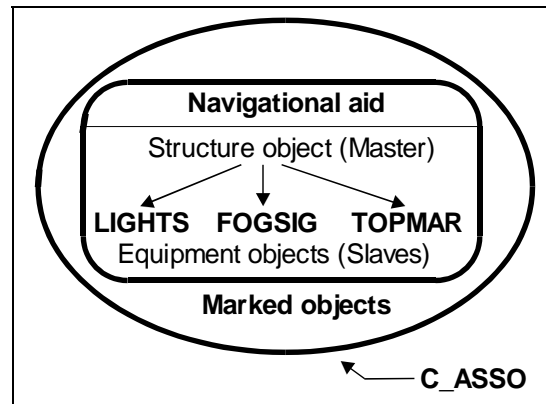 Navigational aid
Structure object (Master)
LIGHTS FOGSIG TOPMAR
Equipment objects (Slaves)
Marked objects
C_ASSO